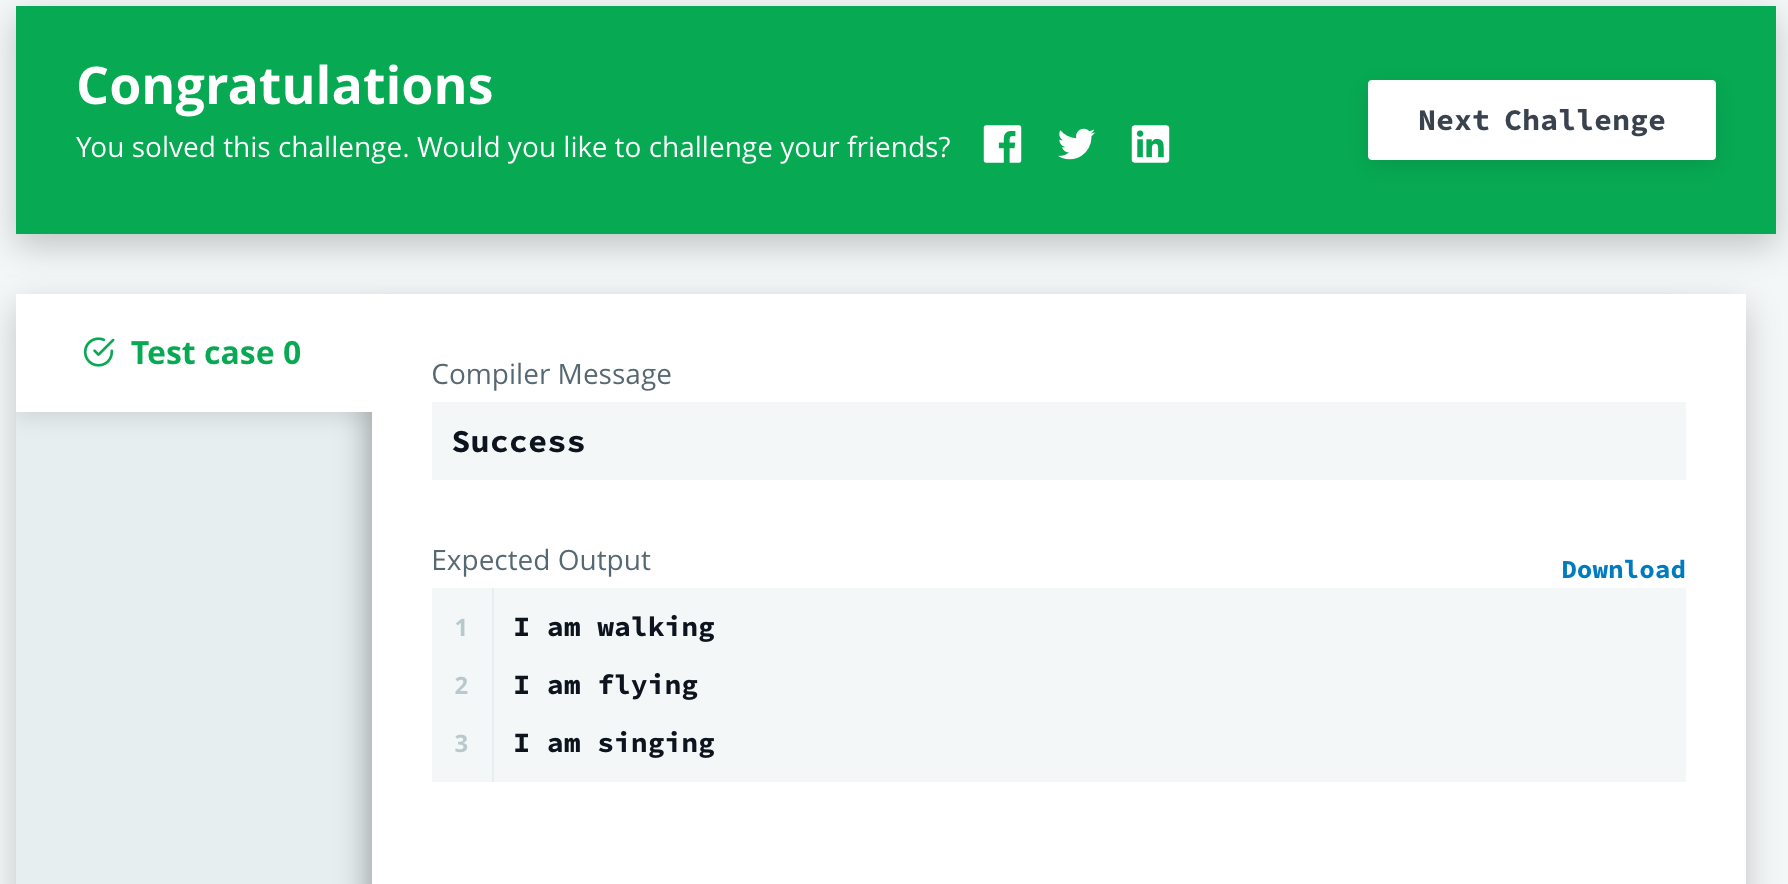 Congratulations
You solved this challenge. Would you like to challenge your friends?
Next Challenge
Test case 0
Compiler Message
Success
Expected Output
Download
1 I am walking
2 I am flying
3 I am singing